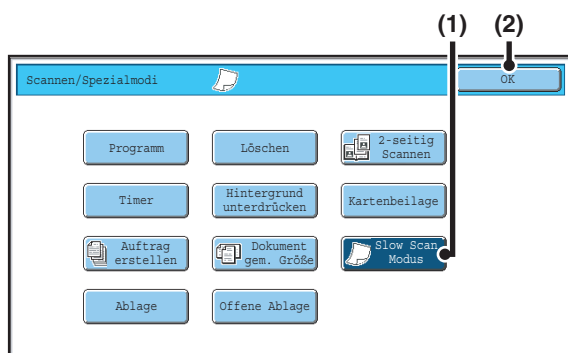 (1) (2)
Scannen/Spezialmodi OK
Programm Löschen 2-seitig
Scannen
Timer Hintergrund
unterdrücken Kartenbeilage
Auftrag
erstellen Dokument
gem. Größe Slow Scan
Modus
Ablage Offene Ablage